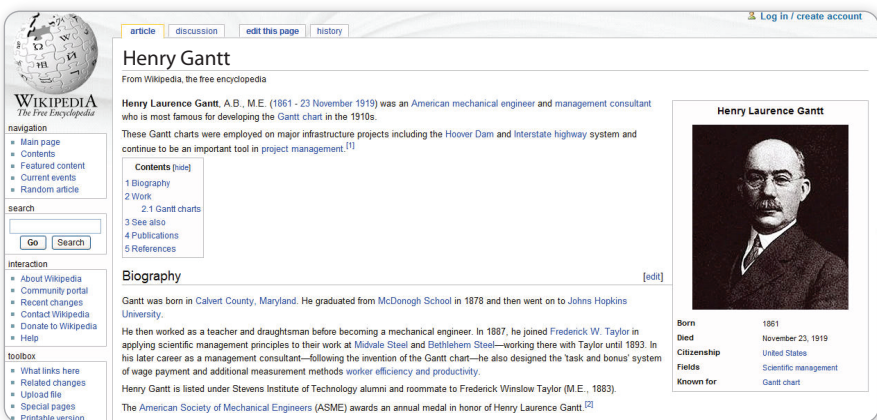 Log in / create account
article
discussion
edit this page
history
Henry Gantt
From Wikipedia, the free encyclopedia
WIKIPEDIA
The Free Encyclopedia
navigation
Main page
Contents
Featured content
Current events
Random article
search
Go
Search
interaction
About Wikipedia
Community portal
Recent changes
Contact Wikipedia
Donate to Wikipedia
Help
toolbox
What links here
Related changes
Upload file
Special pages
Printable version
Henry Laurence Gantt, A.B., M.E. (1861 - 23 November 1919) was an American mechanical engineer and management consultant
who is most famous for developing the Gantt chart in the 1910s.
These Gantt charts were employed on major infrastructure projects including the Hoover Dam and Interstate highway system and
continue to be an important tool in project management.[1]
Contents [hide]
1 Biography
2 Work
2.1 Gantt charts
3 See also
4 Publications
5 References
Biography
[edit]
Gantt was born in Calvert County, Maryland. He graduated from McDonogh School in 1878 and then went on to Johns Hopkins
University.
He then worked as a teacher and draughtsman before becoming a mechanical engineer. In 1887, he joined Frederick W. Taylor in
applying scientific management principles to their work at Midvale Steel and Bethlehem Steel—working there with Taylor until 1893. In
his later career as a management consultant—following the invention of the Gantt chart—he also designed the 'task and bonus' system
of wage payment and additional measurement methods worker efficiency and productivity.
Henry Gantt is listed under Stevens Institute of Technology alumni and roommate to Frederick Winslow Taylor (M.E., 1883).
The American Society of Mechanical Engineers (ASME) awards an annual medal in honor of Henry Laurence Gantt.[2]
Henry Laurence Gantt
Born 1861
Died November 23, 1919
Citizenship United States
Fields Scientific management
Known for Gantt chart